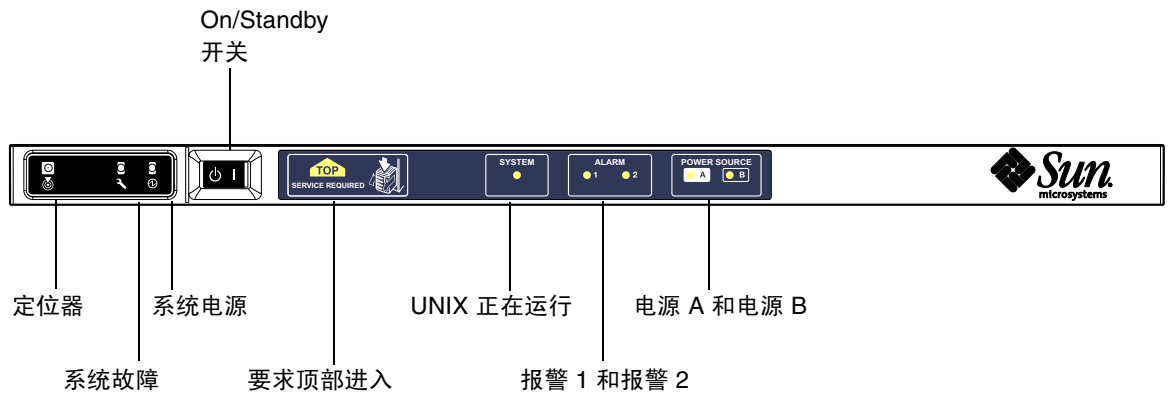 On/Standby
开关
TOP
SERVICE REQUIRED
SYSTEM
ALARM
1 2
POWER SOURCE
A B
Sun.
microsystems
定位器
系统电源
UNIX 正在运行
电源 A 和电源 B
系统故障
要求顶部进入
报警 1 和报警 2